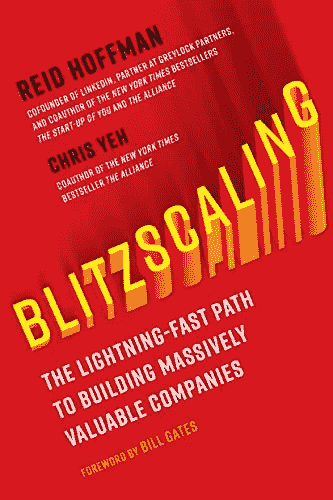 REID HOFFMAN
COFOUNDER OF LINKEDIN, PARTNER AT GREYLOCK PARTNERS,
AND COAUTHOR OF THE NEW YORK TIMES BESTSELLERS
THE START-UP OF YOU AND THE ALLIANCE
CHRIS YEH
COAUTHOR OF THE NEW YORK TIMES
BESTSELLER THE ALLIANCE
BLITZSCALING
THE LIGHTNING-FAST PATH
TO BUILDING MASSIVELY
VALUABLE COMPANIES
FOREWORD BY BILL GATES